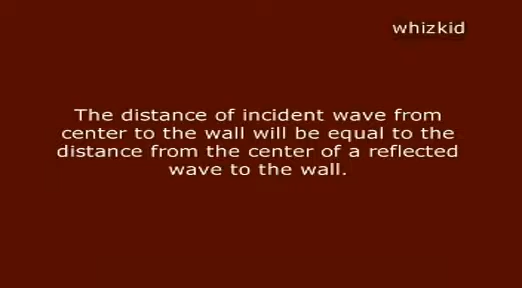 whizkid
The distance of incident wave from
center to the wall will be equal to the
distance from the center of a reflected
wave to the wall.